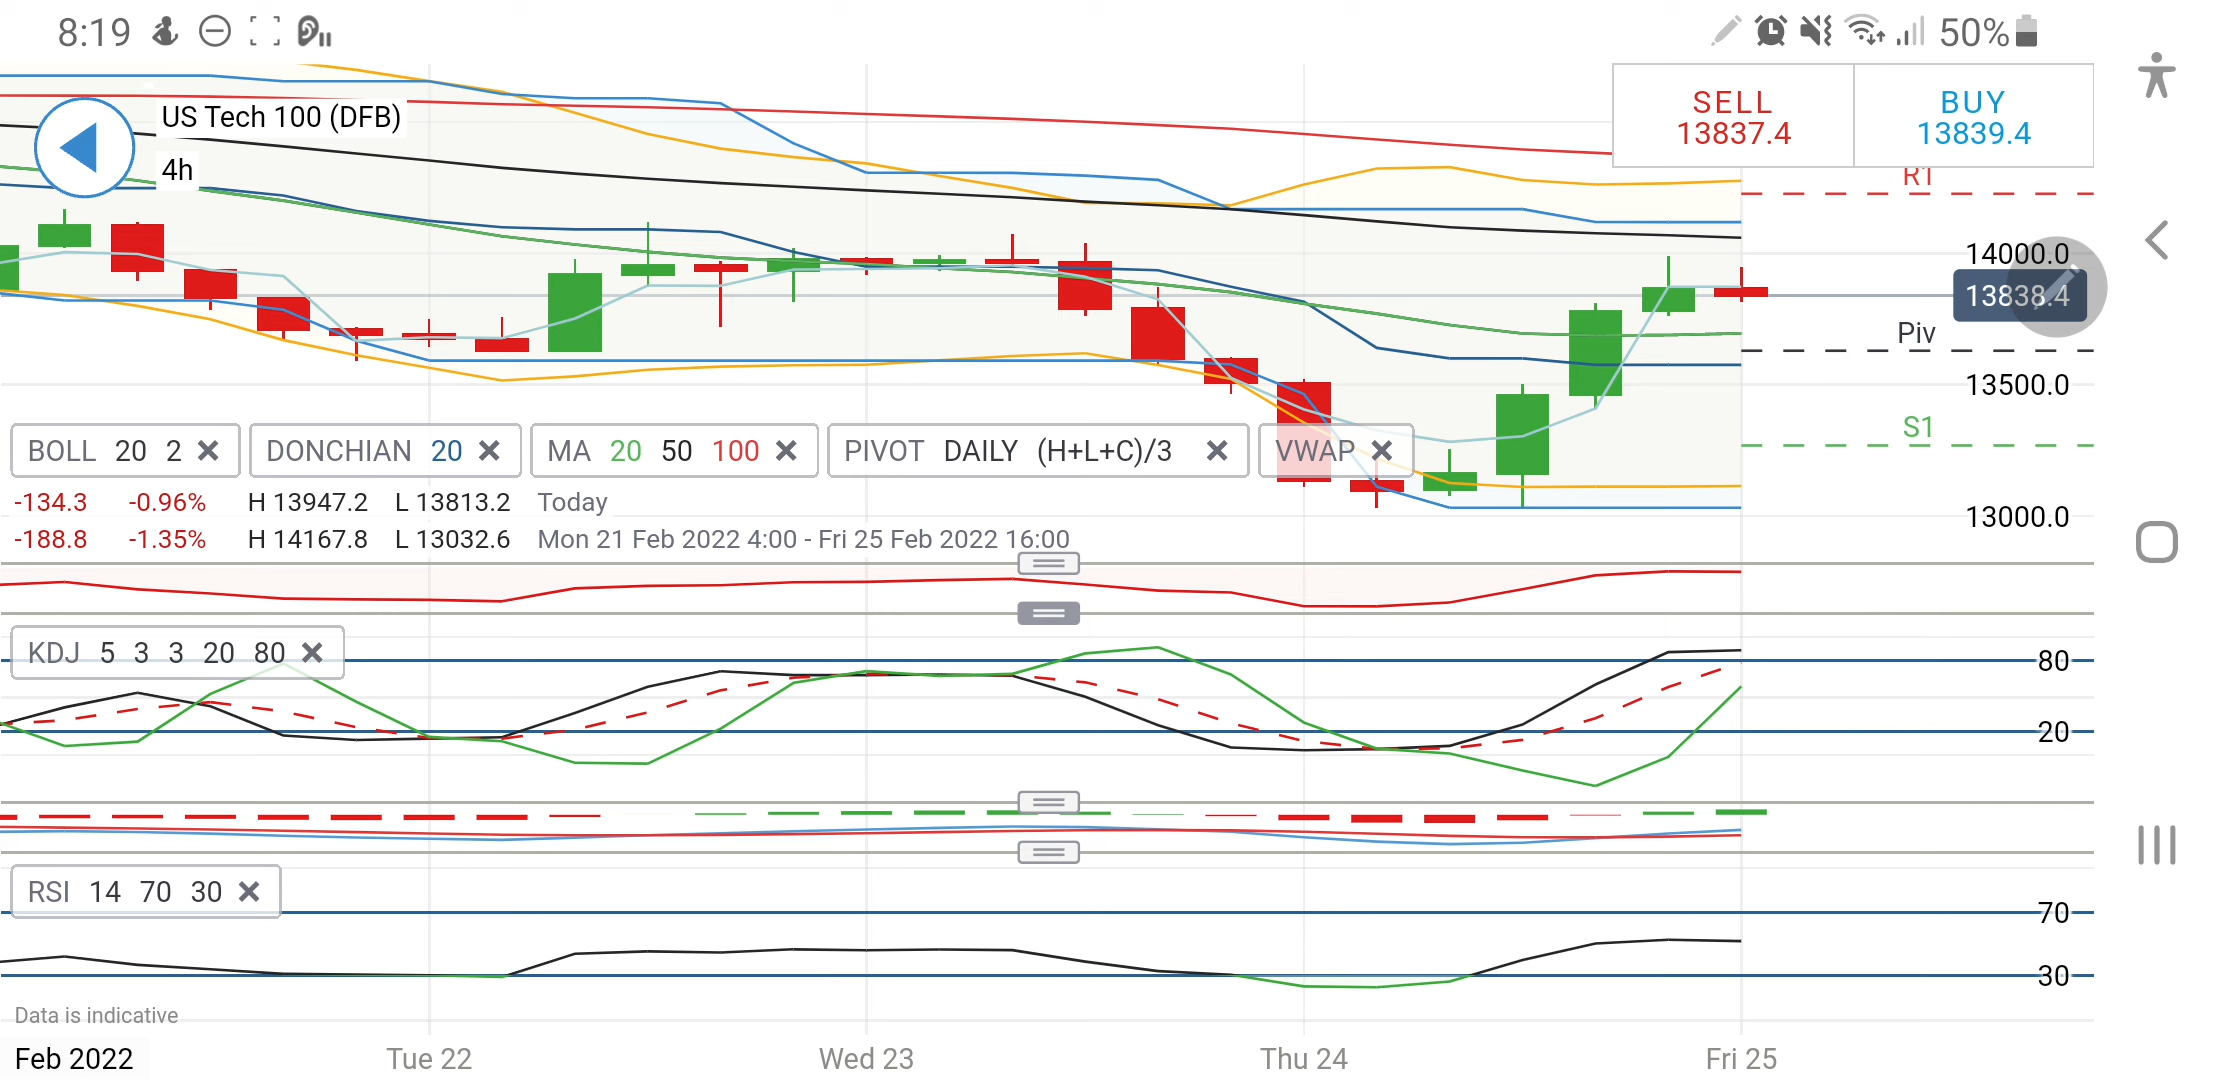 8:19 50%
US Tech 100 (DFB)
4h
SELL BUY
13837.4 13839.4
R1
14000.0
13838.4
Piv
13500.0
S1
BOLL 20 2 DONCHIAN 20 MA 20 50 100 PIVOT DAILY (H+L+C)/3 VWAP
-134.3 -0.96% H 13947.2 L 13813.2 Today
13000.0
-188.8 -1.35% H 14167.8 L 13032.6 Mon 21 Feb 2022 4:00 - Fri 25 Feb 2022 16:00
KDJ 5 3 3 20 80
80
20
RSI 14 70 30
70
30
Data is indicative
Feb 2022 Tue 22 Wed 23 Thu 24 Fri 25